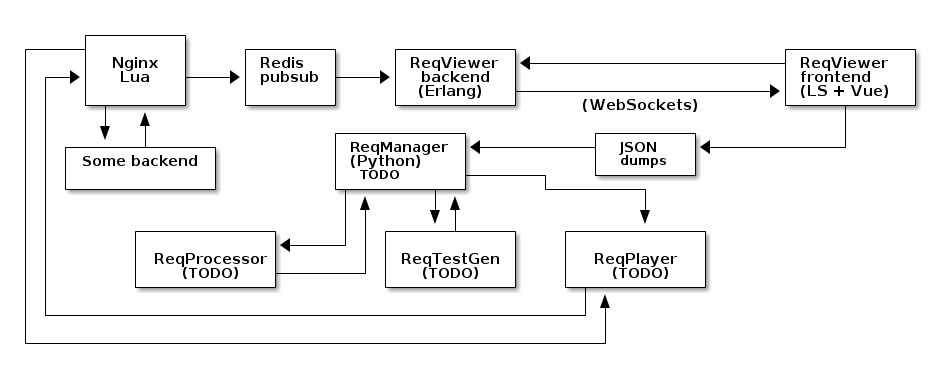 Nginx
Lua
Redis
pubsub
ReqViewer
backend
(Erlang)
ReqViewer
frontend
(LS + Vue)
(WebSockets)
Some backend
ReqManager
(Python)
TODO
JSON
dumps
ReqProcessor
(TODO)
ReqTestGen
(TODO)
ReqPlayer
(TODO)